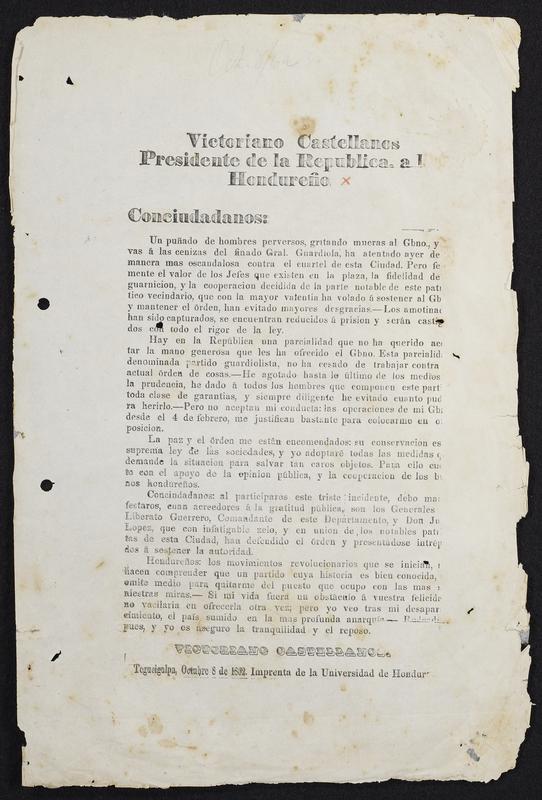 Victoriano Castellanos
Presidente de la Republica. a l
Hondureño.
Conciudadanos:
Un puñado de hombres perversos, gritando mueras al Gbno., y
vas á las cenizas del finado Gral. Guardiola, ha atentado ayer de
manera mas escandalosa contra el cuartel de esta Ciudad. Pero fe
mente el valor de los Jefes que existen en la plaza, la fidelidad de
guarnicion, y la cooperacion decidida de la parte notable de este patı
tico vecindario, que con la mayor valentia ha volado á sostener al Gb
y mantener el órden, han evitado mayores desgracias.—Los amotinac
han sido capturados, se encuentran reducidos á prision y serán castig
dos con todo el rigor de la ley.
Hay en la República una parcialidad que no ha querido ace
tar la mano generosa que les ha ofrecido el Gbno. Esta parcialida
denominada partido guardiolista, no ha cesado de trabajar contra
actual órden de cosas.—He agotado hasta lo último de los medios
la prudencia, he dado á todos los hombres que componen este part
toda clase de garantias, y siempre diligente he evitado cuanto pud
ra herirlo.—Pero no aceptan mi conducta: las operaciones de mi Gb
desde el 4 de febrero, me justifican bastante para colocarme en o
posicion.
La paz y el órden me están encomendados: su conservacion es
suprema ley de las sociedades, y yo adoptaré todas las medidas q
demande la situacion para salvar tan caros objetos. Para ello cue
to con el apoyo de la opinion pública, y la cooperacion de los bu
nos hondureños.
Conciudadanos: al participaros este triste incidente, debo ma
festaros, cuan acreedores á la gratitud pública, son los Generales
Liberato Guerrero, Comandante de este Departamento, y Don Ju
Lopez, que con infatigable zelo, y en union de los notables patı
tas de esta Ciudad, han defendido el órden y presentádose intrép
dos á sostener la autoridad.
Hondureños: los movimientos revolucionarios que se inician,
hacen comprender que un partido cuya historia es bien conocida,
omite medio para quitarme del puesto que ocupo con las mas
niestras miras.—Si mi vida fuera un obstáculo á vuestra felicida
no vacilaria en ofrecerla otra vez; pero yo veo tras mi desapar
cimiento, el pais sumido en la mas profunda anarquia.—
pues, y yo os aseguro la tranquilidad y el reposo.
VICTORIANO CASTELLANOS.
Tegucigalpa, Octubre 8 de 1862. Imprenta de la Universidad de Hondur